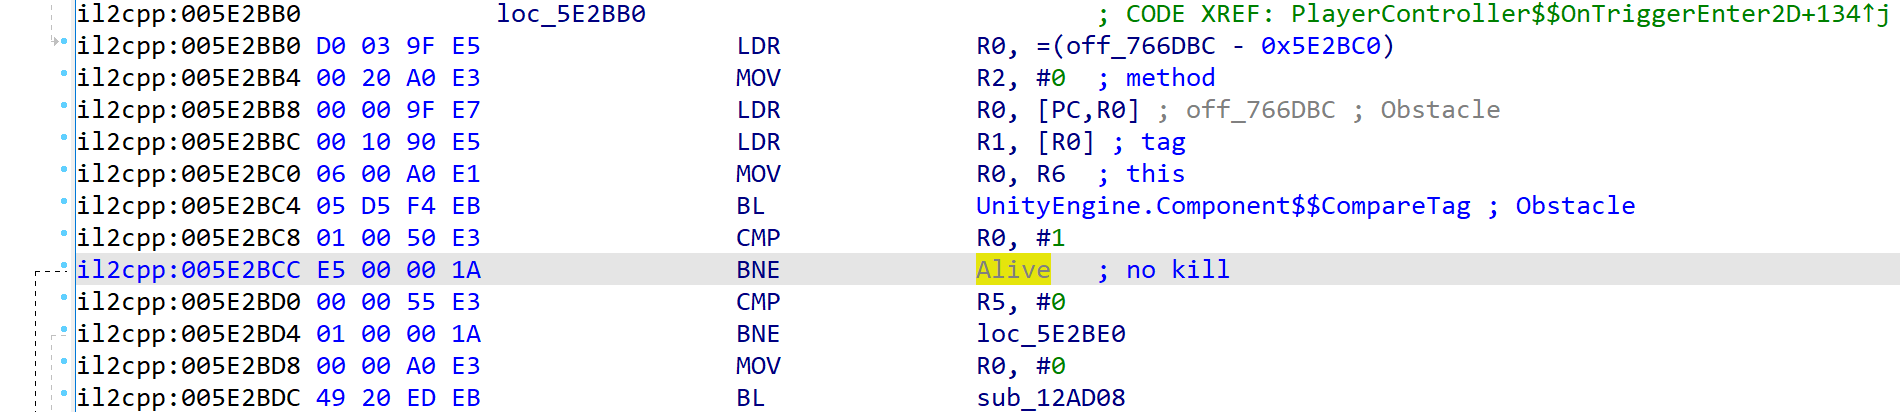 il2cpp:005E2BB0 loc_5E2BB0 ; CODE XREF: PlayerController$$OnTriggerEnter2D+134↑j
il2cpp:005E2BB0 D0 03 9F E5 LDR R0, =(off_766DBC - 0x5E2BC0)
il2cpp:005E2BB4 00 20 A0 E3 MOV R2, #0 ; method
il2cpp:005E2BB8 00 00 9F E7 LDR R0, [PC,R0] ; off_766DBC ; Obstacle
il2cpp:005E2BBC 00 10 90 E5 LDR R1, [R0] ; tag
il2cpp:005E2BC0 06 00 A0 E1 MOV R0, R6 ; this
il2cpp:005E2BC4 05 D5 F4 EB BL UnityEngine.Component$$CompareTag ; Obstacle
il2cpp:005E2BC8 01 00 50 E3 CMP R0, #1
il2cpp:005E2BCC E5 00 00 1A BNE Alive ; no kill
il2cpp:005E2BD0 00 00 55 E3 CMP R5, #0
il2cpp:005E2BD4 01 00 00 1A BNE loc_5E2BE0
il2cpp:005E2BD8 00 00 A0 E3 MOV R0, #0
il2cpp:005E2BDC 49 20 ED EB BL sub_12AD08